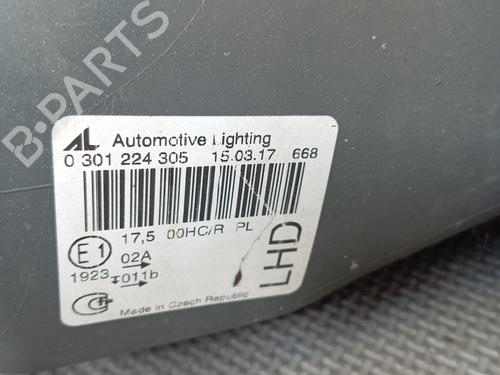 B-PARTS
AL Automotive Lighting
0 301 224 305 15.03.17 668
E1 17,5 00HC/R PL
02A
1923 011b
LHD
Made in Czech Republic